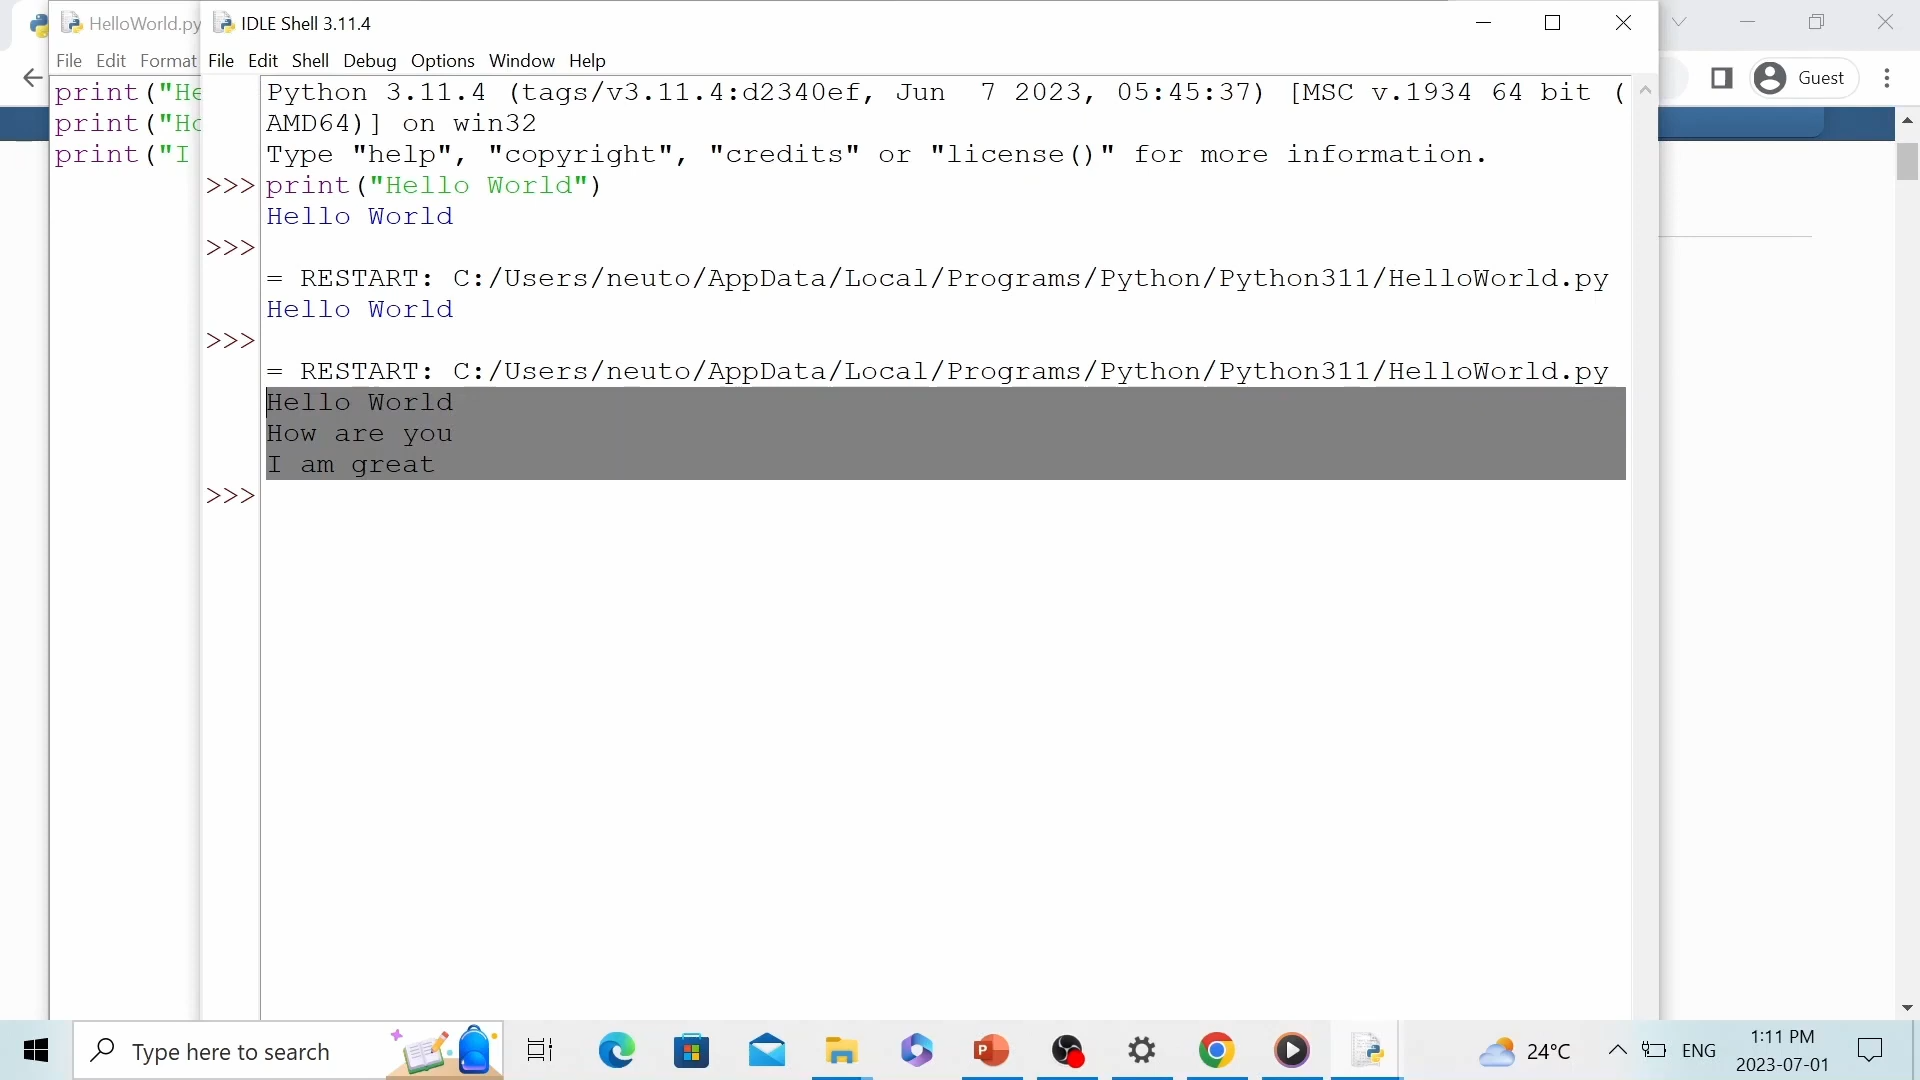 HelloWorld.py
IDLE Shell 3.11.4
File Edit Format
File Edit Shell Debug Options Window Help
Guest
print("He
print("Ho
print("I
Python 3.11.4 (tags/v3.11.4:d2340ef, Jun  7 2023, 05:45:37) [MSC v.1934 64 bit (
AMD64)] on win32
Type "help", "copyright", "credits" or "license()" for more information.
>>> print("Hello World")
Hello World
>>>
= RESTART: C:/Users/neuto/AppData/Local/Programs/Python/Python311/HelloWorld.py
Hello World
>>>
= RESTART: C:/Users/neuto/AppData/Local/Programs/Python/Python311/HelloWorld.py
Hello World
How are you
I am great
>>>
Type here to search
24°C
ENG
1:11 PM
2023-07-01